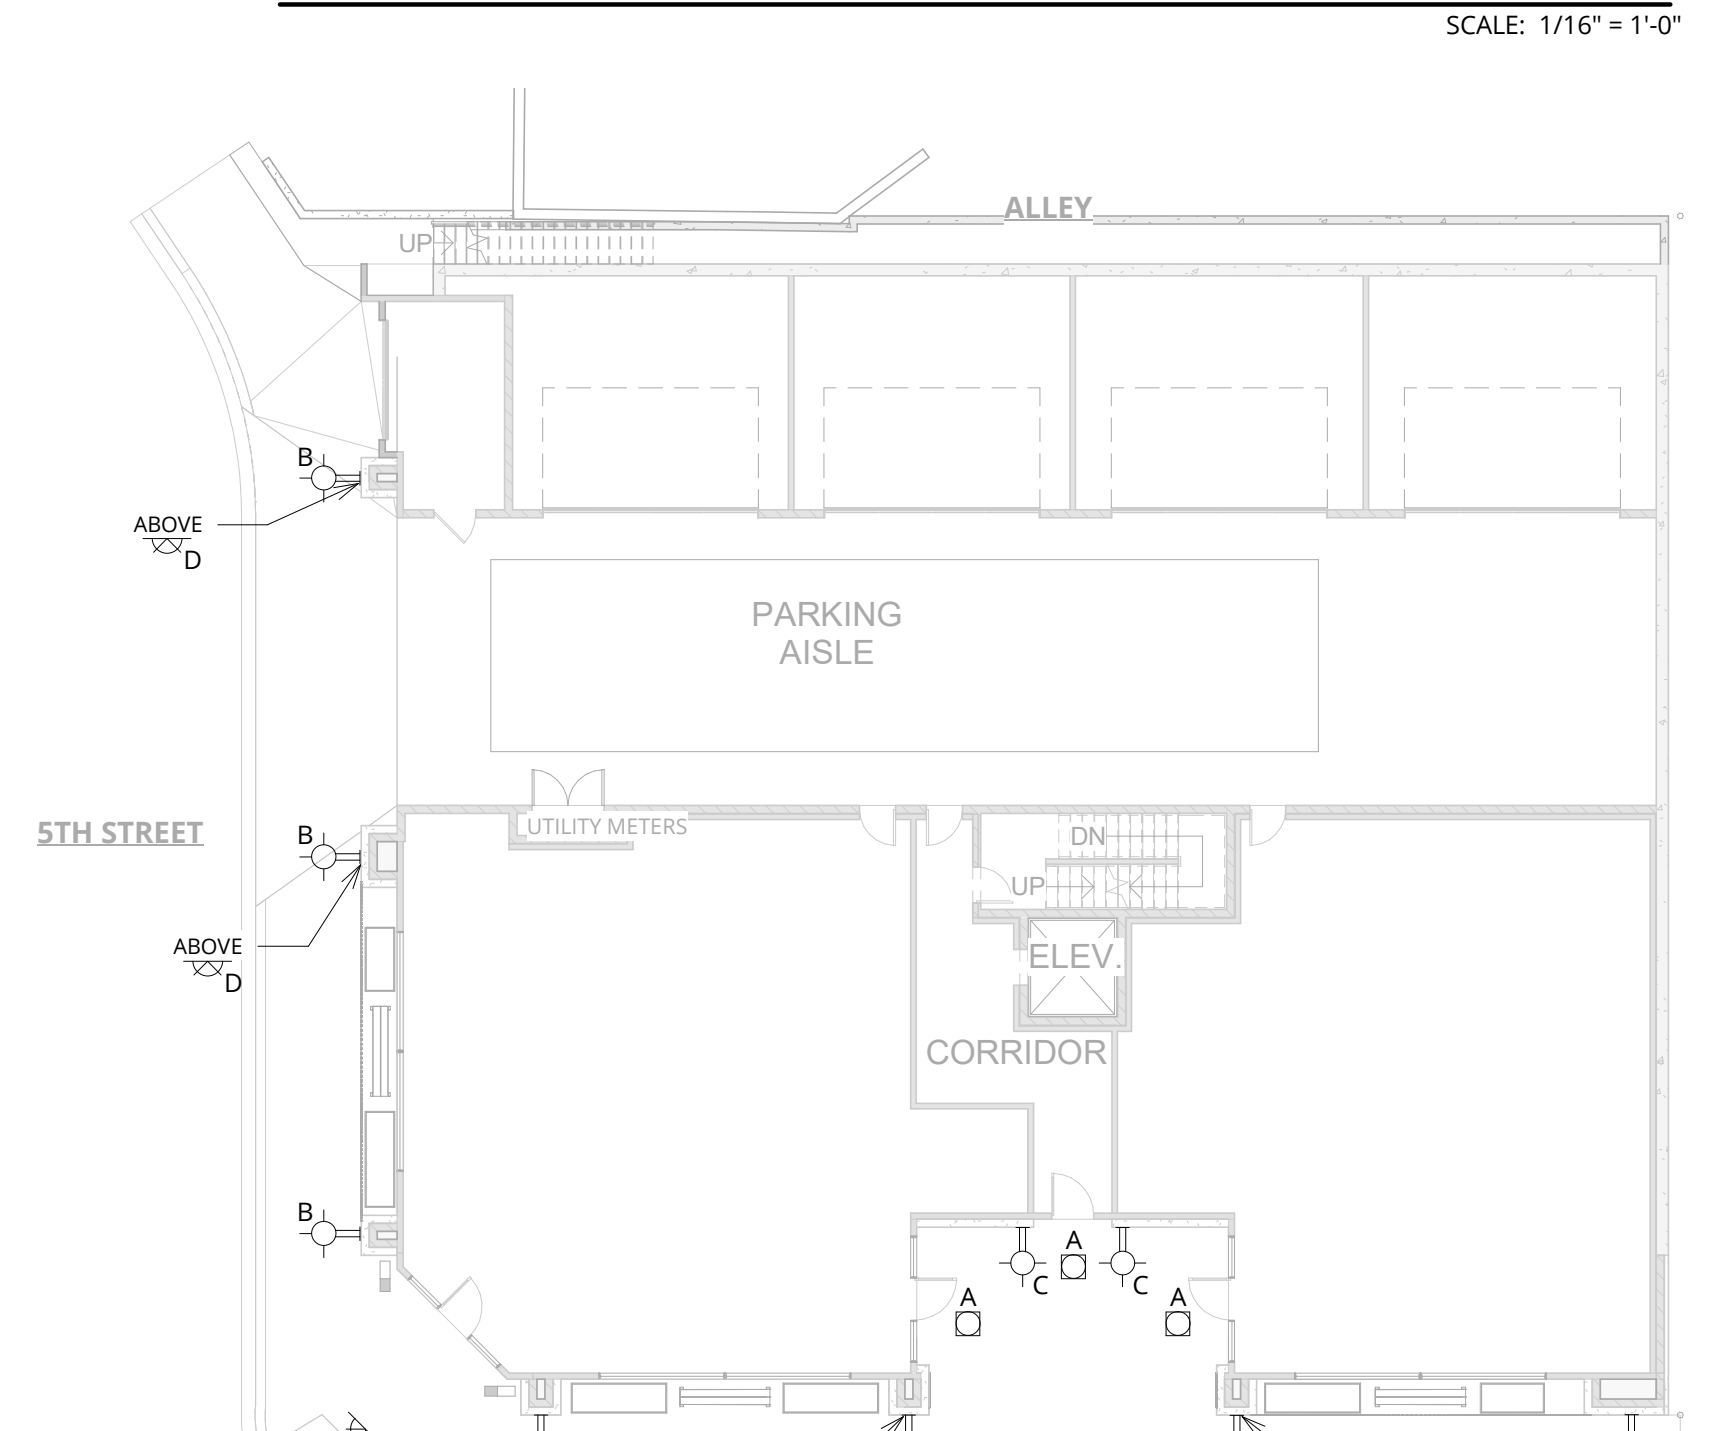 SCALE: 1/16" = 1'-0"
ALLEY
UP
B
ABOVE
D
PARKING
AISLE
5TH STREET
B
UTILITY METERS
DN
UP
ABOVE
D
ELEV.
CORRIDOR
B
A
C
C
A
A